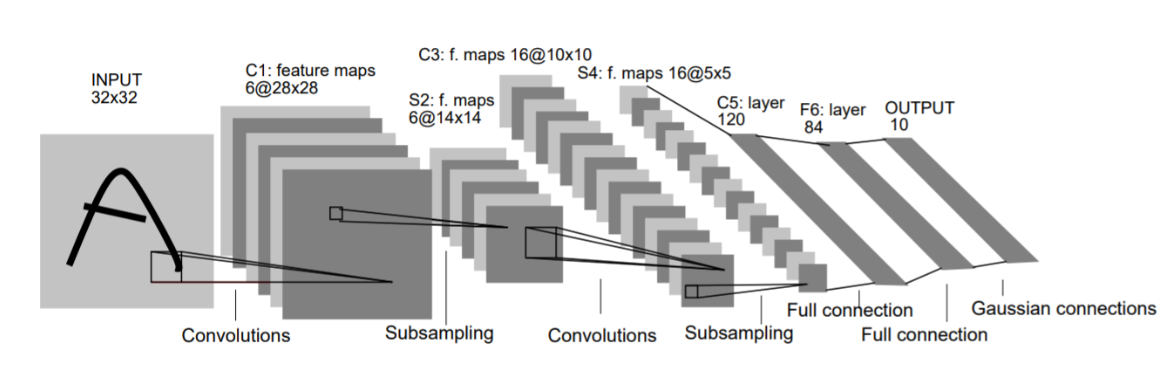 INPUT
32x32
C1: feature maps
6@28x28
S2: f. maps
6@14x14
C3: f. maps 16@10x10
S4: f. maps 16@5x5
C5: layer
120
F6: layer
84
OUTPUT
10
Convolutions
Subsampling
Convolutions
Subsampling
Full connection
Full connection
Gaussian connections